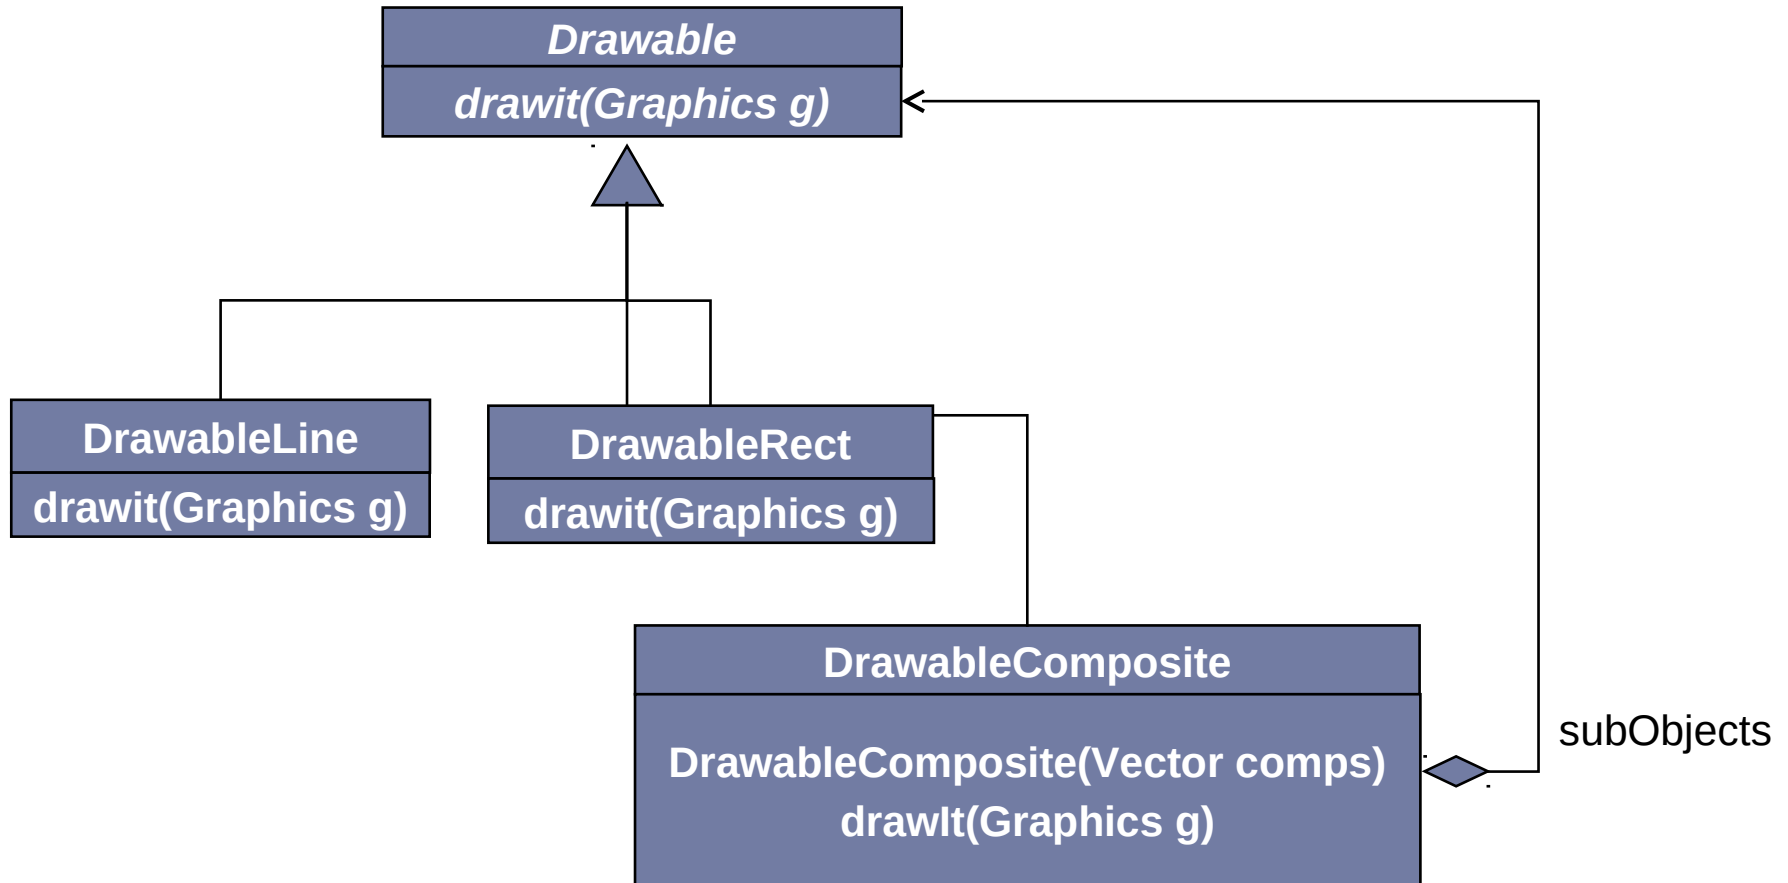 Drawable
drawit(Graphics g)
DrawableLine
drawit(Graphics g)
DrawableRect
drawit(Graphics g)
DrawableComposite
DrawableComposite(Vector comps)
drawIt(Graphics g)
subObjects